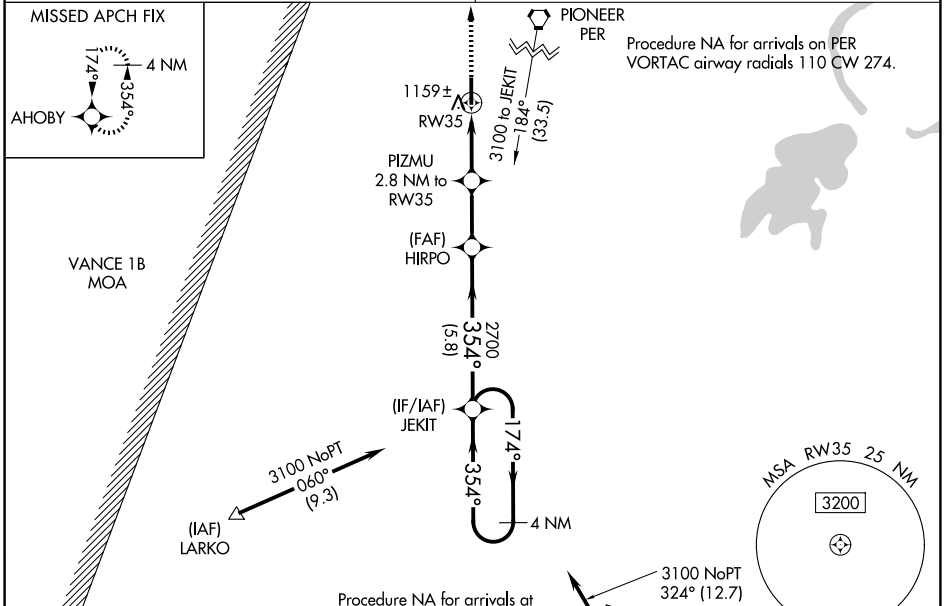 MISSED APCH FIX
174°
4 NM
354°
AHOBY
PIONEER
PER
Procedure NA for arrivals on PER
VORTAC airway radials 110 CW 274.
1159±
RW35
3100 to JEKIT
184°
(33.5)
PIZMU
2.8 NM to
RW35
(FAF)
HIRPO
VANCE 1B
MOA
2700
354°
(5.8)
(IF/IAF)
JEKIT
174°
354°
4 NM
3100 NoPT
060°
(9.3)
(IAF)
LARKO
MSA RW35 25 NM
3200
3100 NoPT
324° (12.7)
Procedure NA for arrivals at